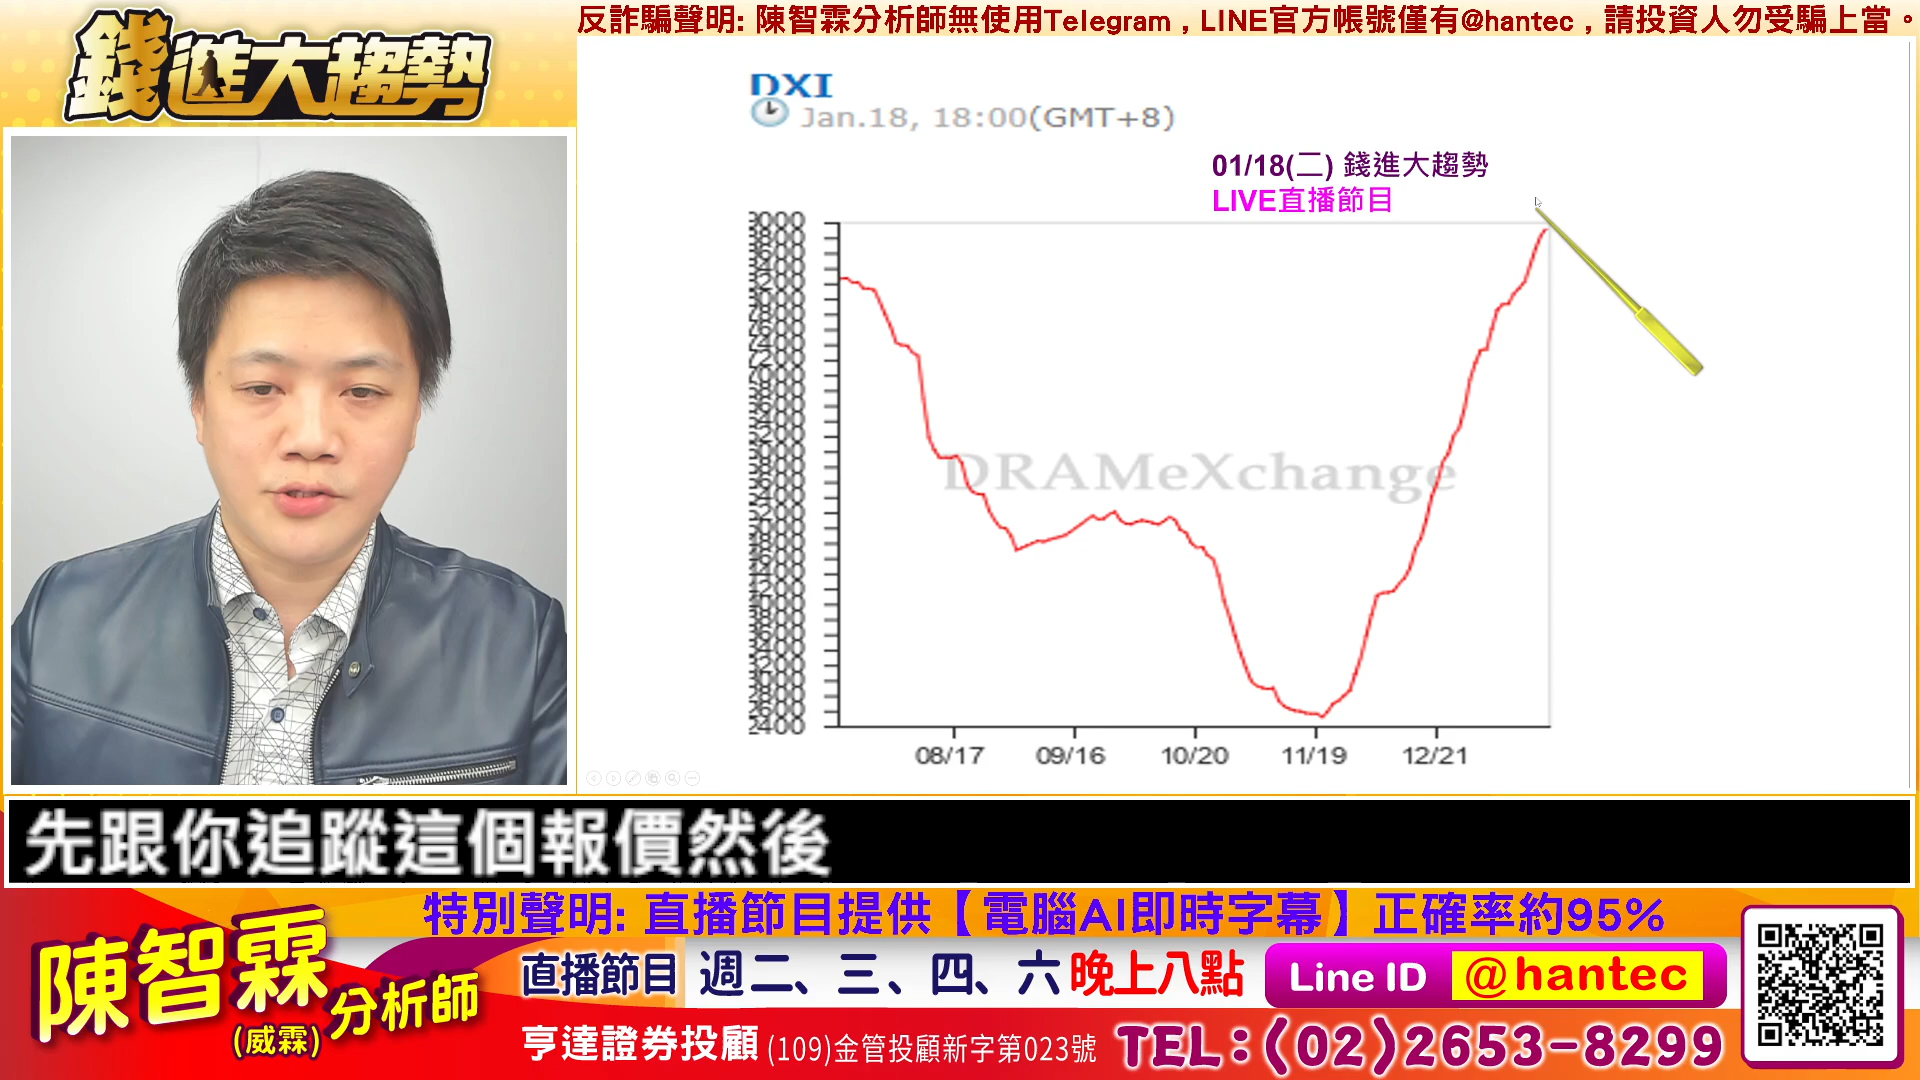 反詐騙聲明: 陳智霖分析師無使用Telegram , LINE官方帳號僅有@hantec , 請投資人勿受騙上當。
錢進大趨勢
DXI
Jan.18, 18:00(GMT+8)
01/18(二) 錢進大趨勢
LIVE直播節目
DRAMeXchange
08/17 09/16 10/20 11/19 12/21
先跟你追蹤這個報價然後
特別聲明: 直播節目提供【電腦AI即時字幕】正確率約95%
陳智霖分析師
(威霖)
直播節目 週二、三、四、六 晚上八點
Line ID @hantec
亨達證券投顧 (109)金管投顧新字第023號
TEL:(02)2653-8299